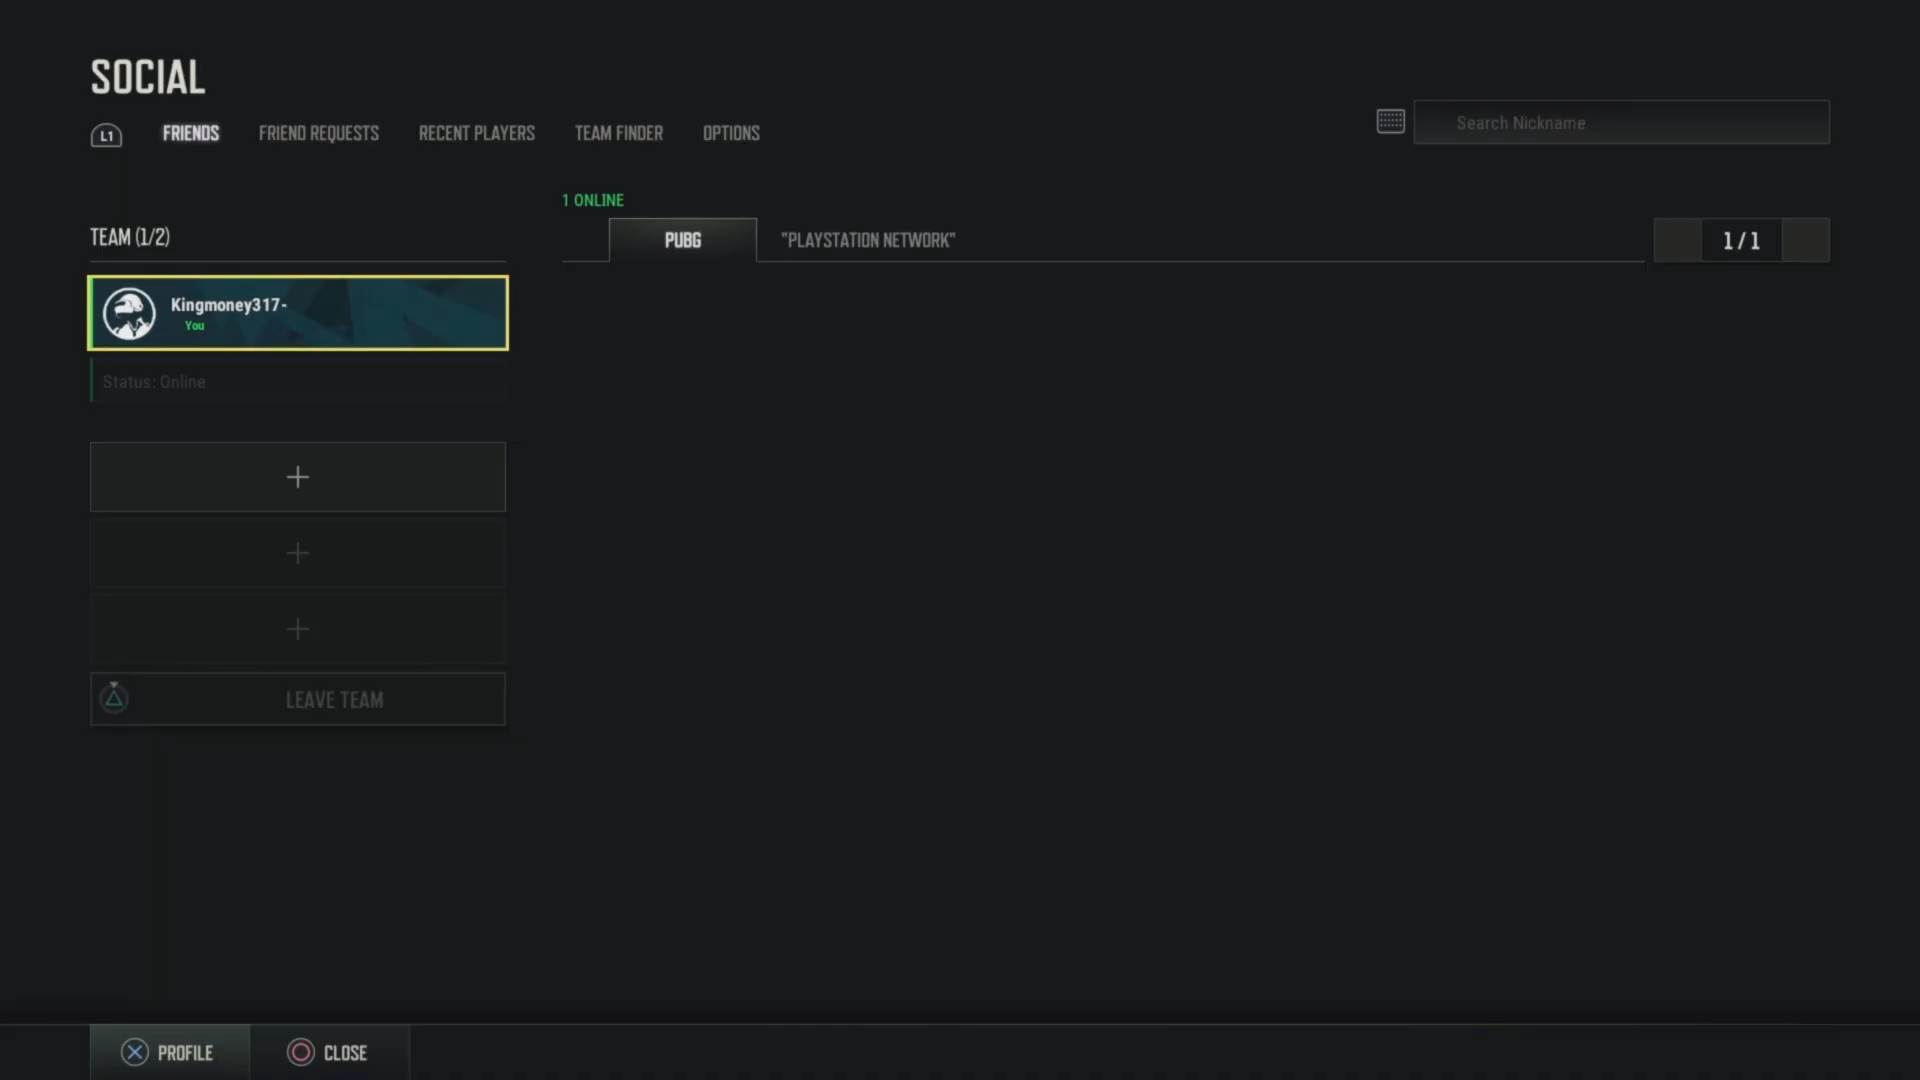 SOCIAL
L1 FRIENDS FRIEND REQUESTS RECENT PLAYERS TEAM FINDER OPTIONS
Search Nickname
1 ONLINE
TEAM (1/2)
PUBG "PLAYSTATION NETWORK" 1/1
Kingmoney317-
You
Status: Online
+
+
+
LEAVE TEAM
PROFILE CLOSE